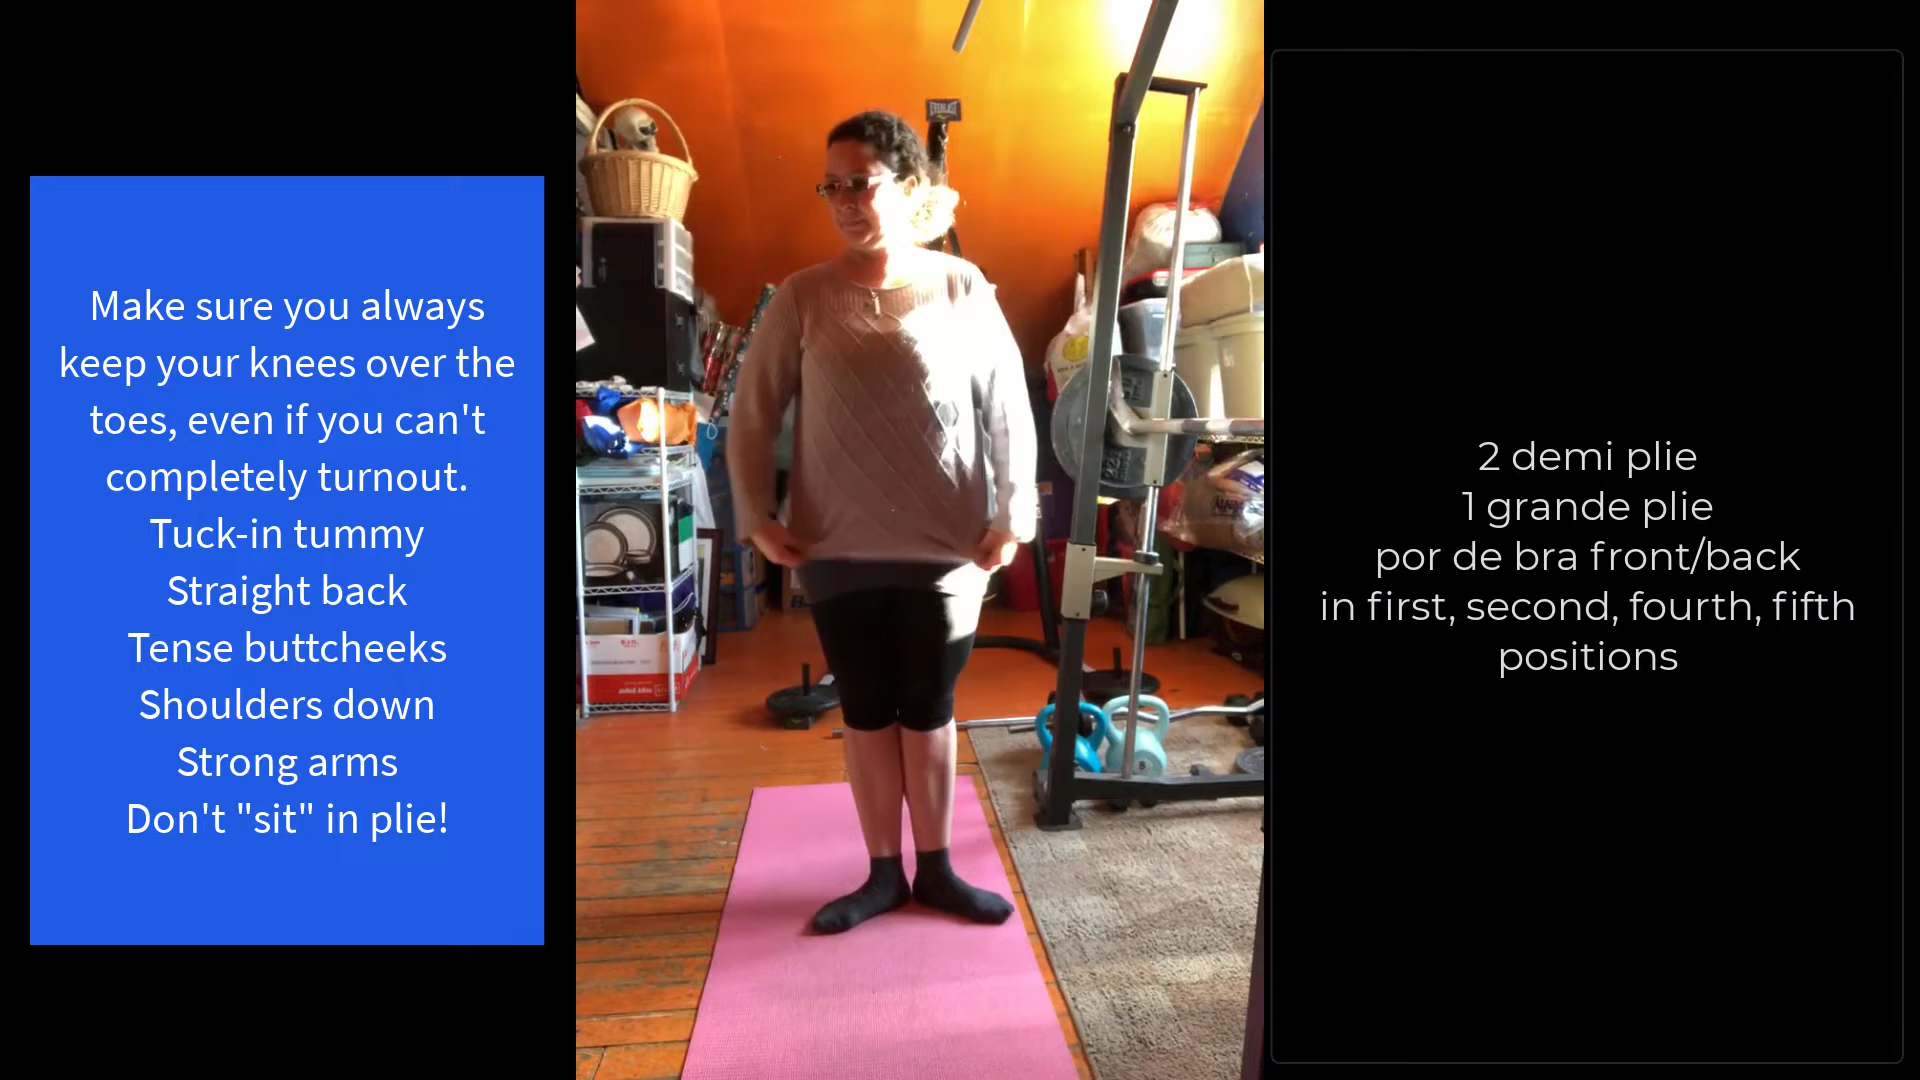 Make sure you always
keep your knees over the
toes, even if you can't
completely turnout.
Tuck-in tummy
Straight back
Tense buttcheeks
Shoulders down
Strong arms
Don't "sit" in plie!
EVERLAST
8
2 demi plie
1 grande plie
por de bra front/back
in first, second, fourth, fifth
positions